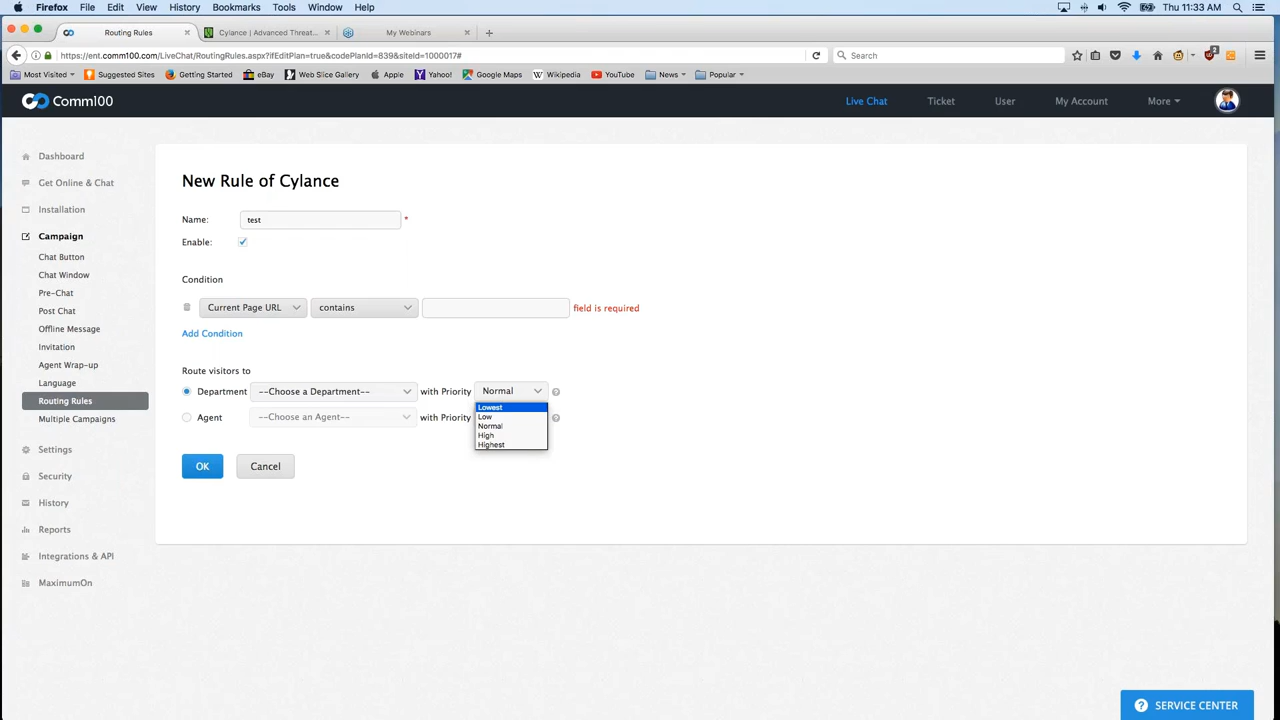 Firefox File Edit View History Bookmarks Tools Window Help Thu 11:33 AM
Routing Rules Cylance | Advanced Threat... My Webinars
https://ent.comm100.com/LiveChat/RoutingRules.aspx?ifEditPlan=true&codePlanId=839&siteId=1000017# Search 2
Most Visited Suggested Sites Getting Started eBay Web Slice Gallery Apple Yahoo! Google Maps Wikipedia YouTube News Popular
Comm100 Live Chat Ticket User My Account More
Dashboard
Get Online & Chat
Installation
Campaign
Chat Button
Chat Window
Pre-Chat
Post Chat
Offline Message
Invitation
Agent Wrap-up
Language
Routing Rules
Multiple Campaigns
Settings
Security
History
Reports
Integrations & API
MaximumOn
New Rule of Cylance
Name: test *
Enable:
Condition
Current Page URL contains field is required
Add Condition
Route visitors to
Department --Choose a Department-- with Priority Normal ?
Agent --Choose an Agent-- with Priority ?
Lowest
Low
Normal
High
Highest
OK Cancel
? SERVICE CENTER